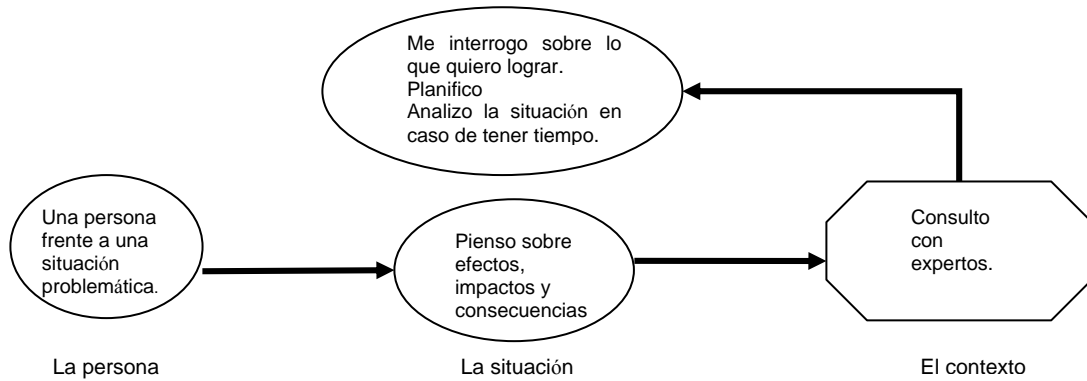 Me interrogo sobre lo
que quiero lograr.
Planifico
Analizo la situación en
caso de tener tiempo.
Una persona
frente a una
situación
problemática.
Pienso sobre
efectos,
impactos y
consecuencias
Consulto
con
expertos.
La persona
La situación
El contexto